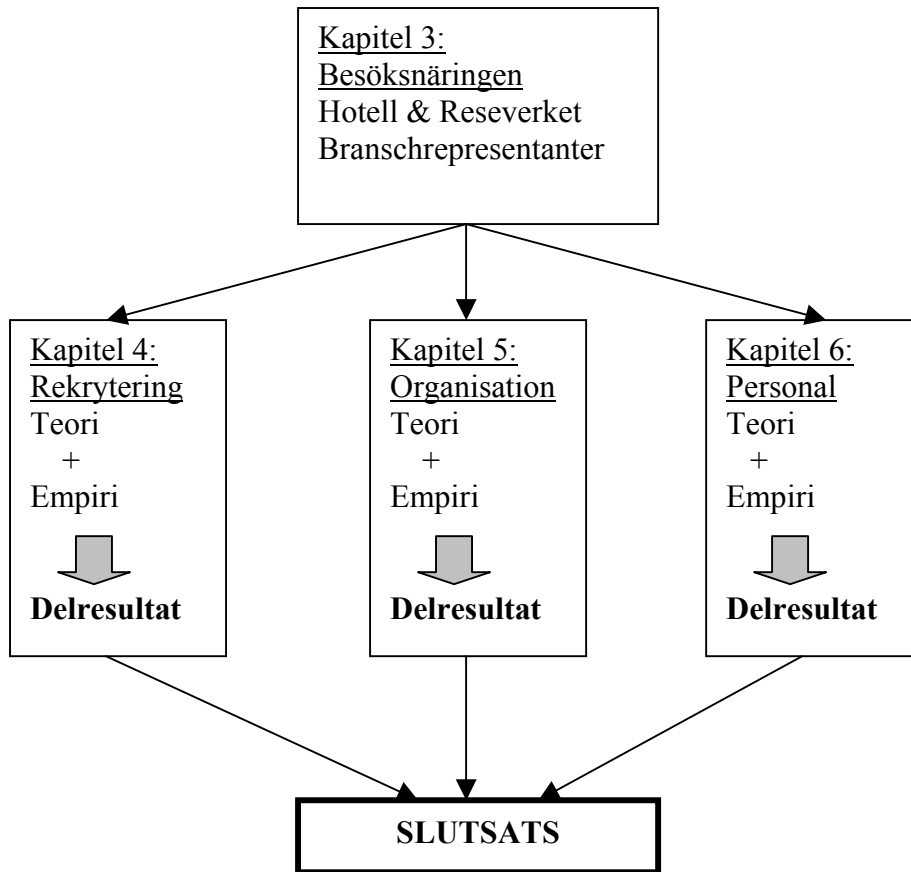 Kapitel 3:
Besöksnäringen
Hotell & Reseverket
Branschrepresentanter
Kapitel 4:
Rekrytering
Teori
+
Empiri
Delresultat
Kapitel 5:
Organisation
Teori
+
Empiri
Delresultat
Kapitel 6:
Personal
Teori
+
Empiri
Delresultat
SLUTSATS